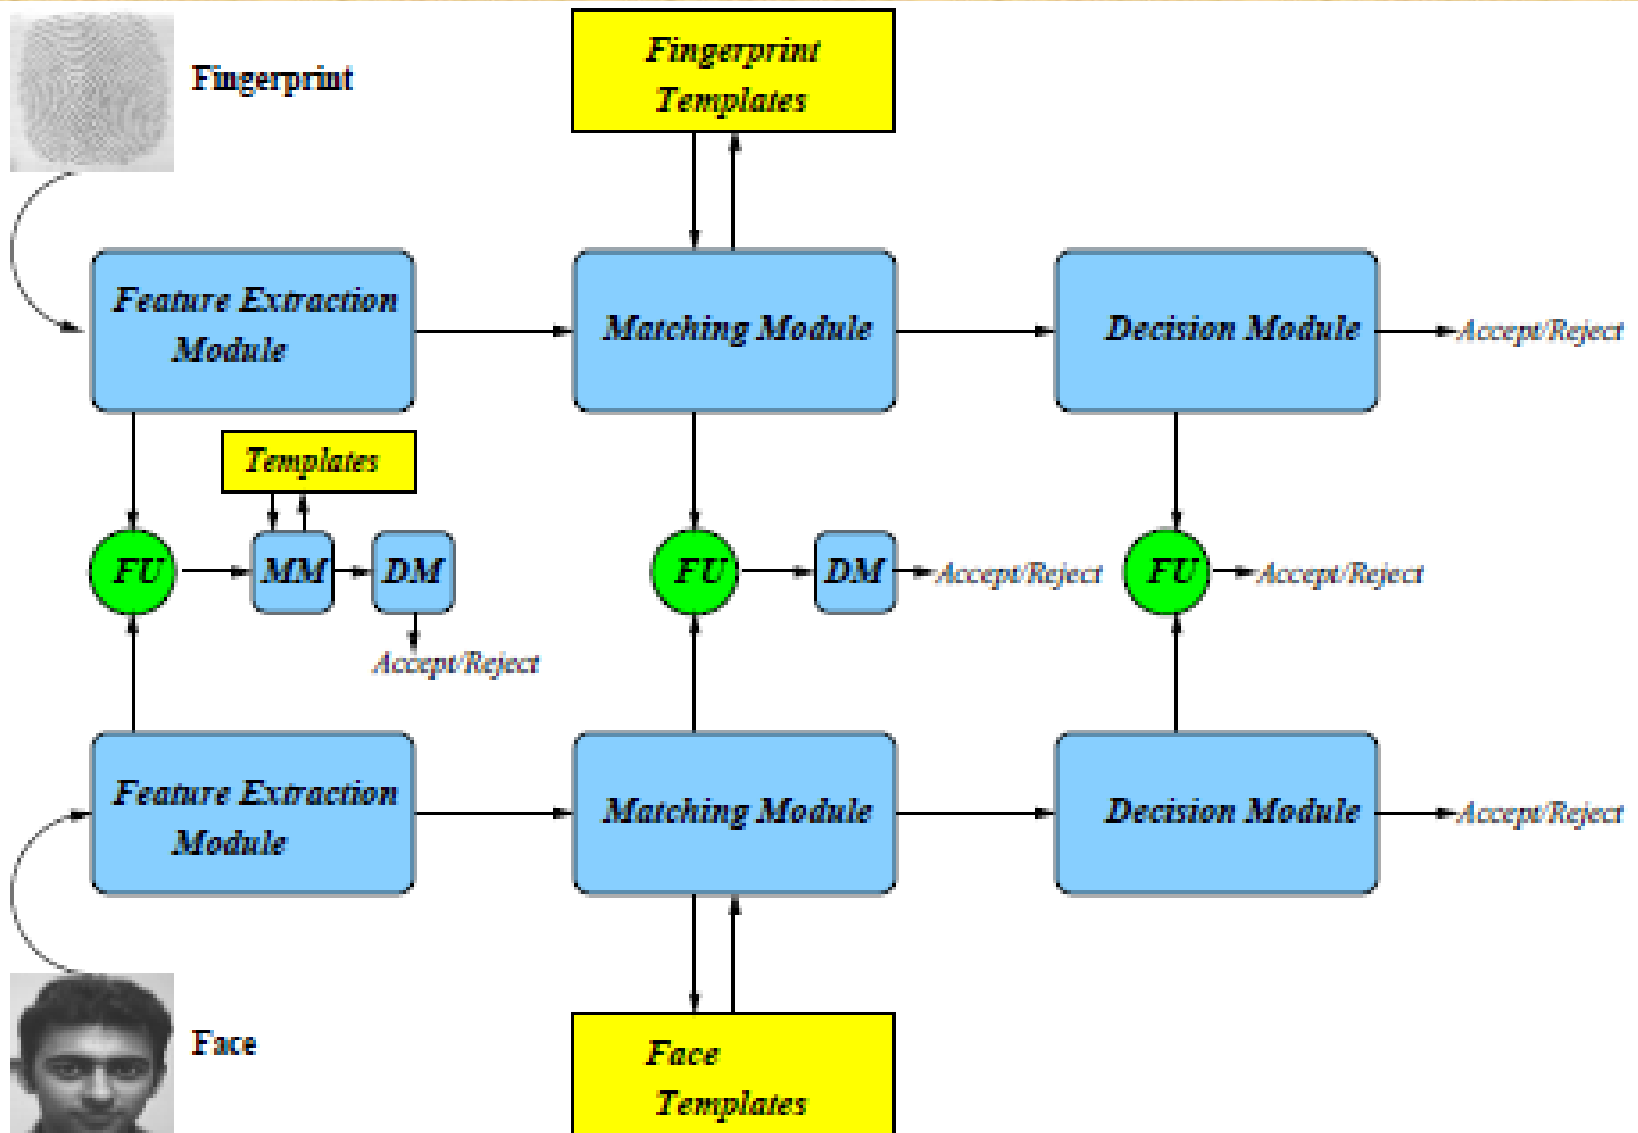 Fingerprint
Fingerprint
Templates
Feature Extraction
Module
Matching Module
Decision Module
Accept/Reject
Templates
FU
MM
DM
Accept/Reject
FU
DM
Accept/Reject
FU
Accept/Reject
Feature Extraction
Module
Matching Module
Decision Module
Accept/Reject
Face
Face
Templates